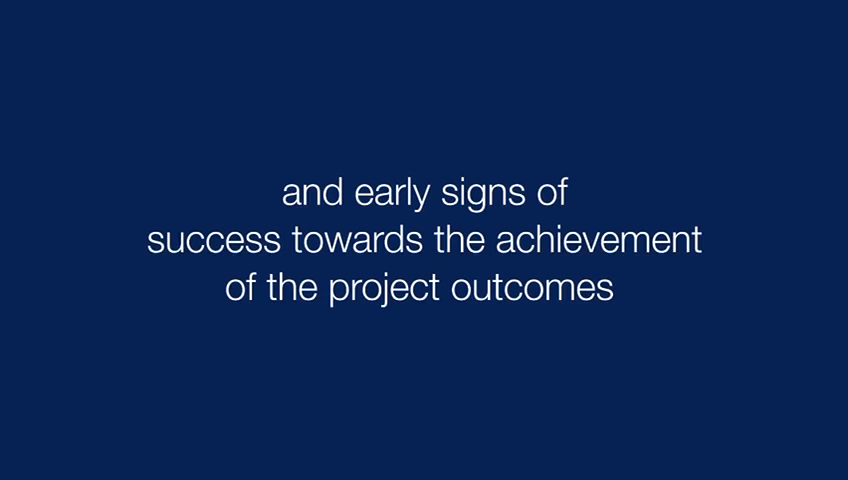 and early signs of
success towards the achievement
of the project outcomes